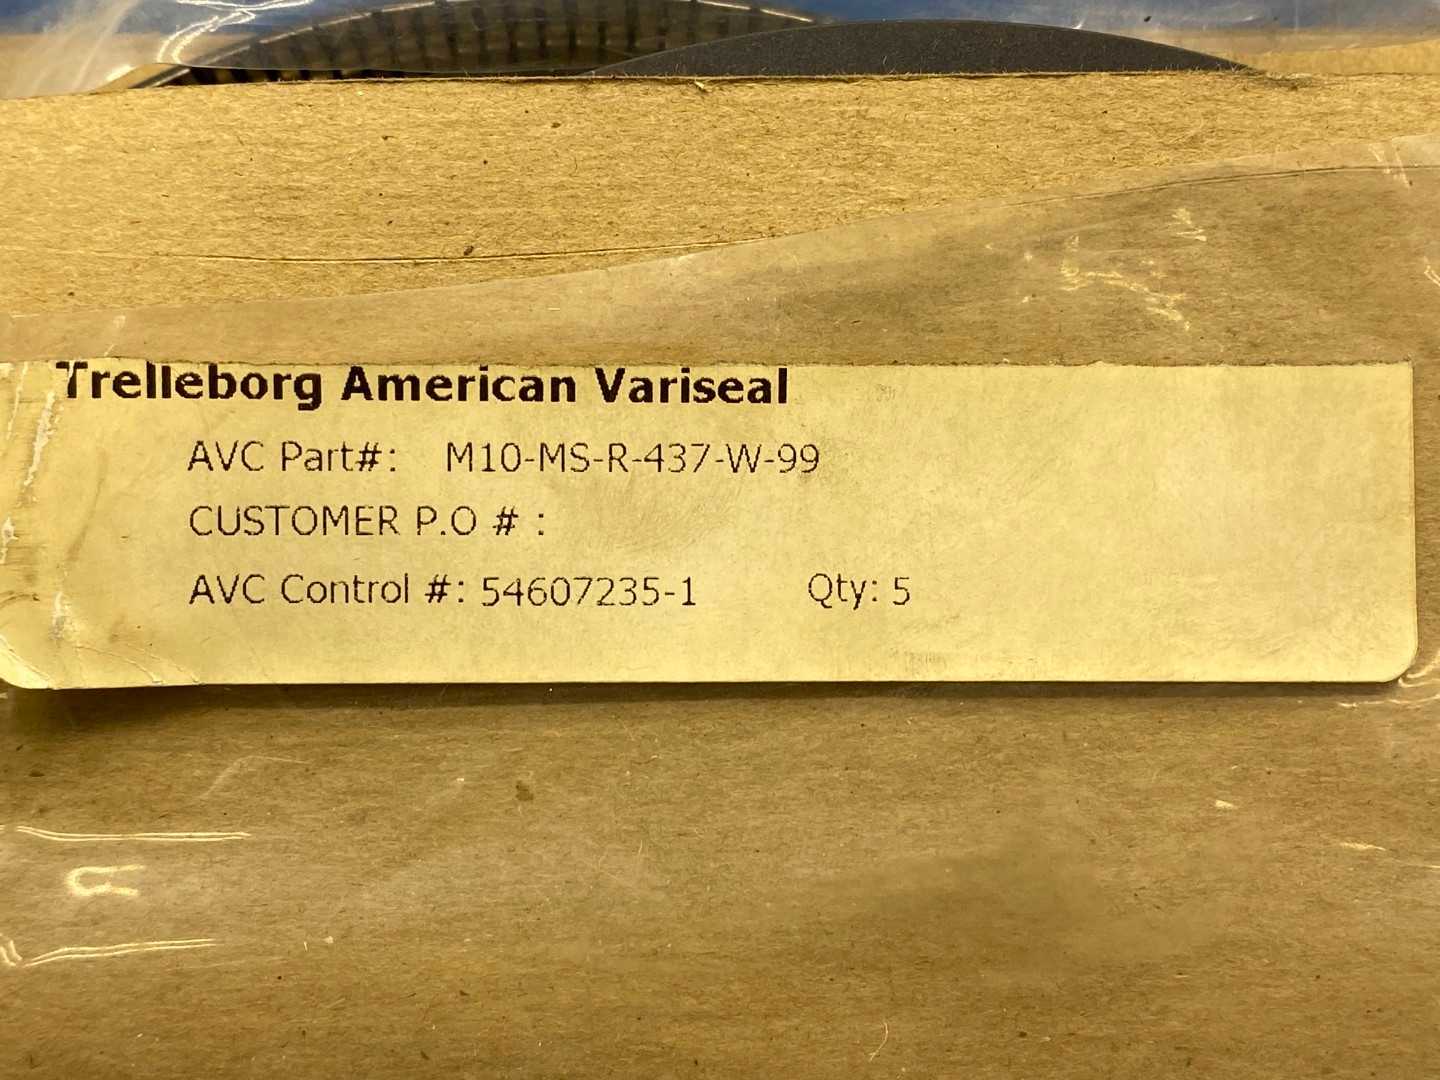 Trelleborg American Variseal
AVC Part#: M10-MS-R-437-W-99
CUSTOMER P.O # :
AVC Control #: 54607235-1 Qty: 5